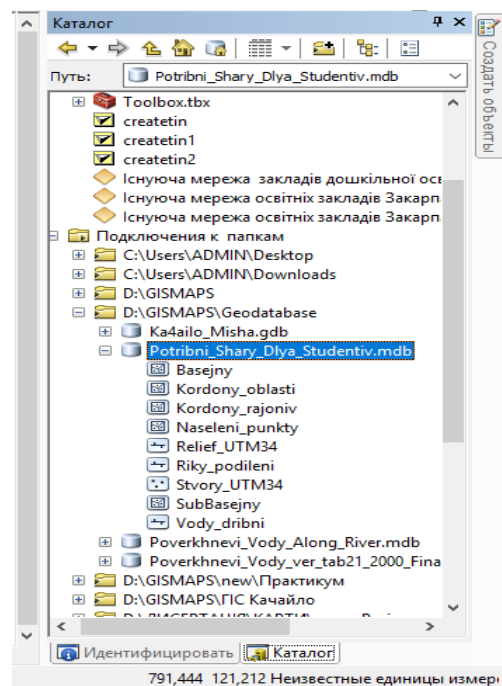 Каталог
Путь: Potribni_Shary_Dlya_Studentiv.mdb
Toolbox.tbx
createtin
createtin1
createtin2
Існуюча мережа закладів дошкільної осв
Існуюча мережа освітніх закладів Закарп
Існуюча мережа освітніх закладів Закарп
Подключения к папкам
C:\Users\ADMIN\Desktop
C:\Users\ADMIN\Downloads
D:\GISMAPS
D:\GISMAPS\Geodatabase
Ka4ailo_Misha.gdb
Potribni_Shary_Dlya_Studentiv.mdb
Basejny
Kordony_oblasti
Kordony_rajoniv
Naseleni_punkty
Relief_UTM34
Riky_podileni
Stvory_UTM34
SubBasejny
Vody_dribni
Poverkhnevi_Vody_Along_River.mdb
Poverkhnevi_Vody_ver_tab21_2000_Fina
D:\GISMAPS\new\Практикум
D:\GISMAPS\ГІС Качайло
Идентифицировать
Каталог
791,444 121,212 Неизвестные единицы измер
Создать объекты